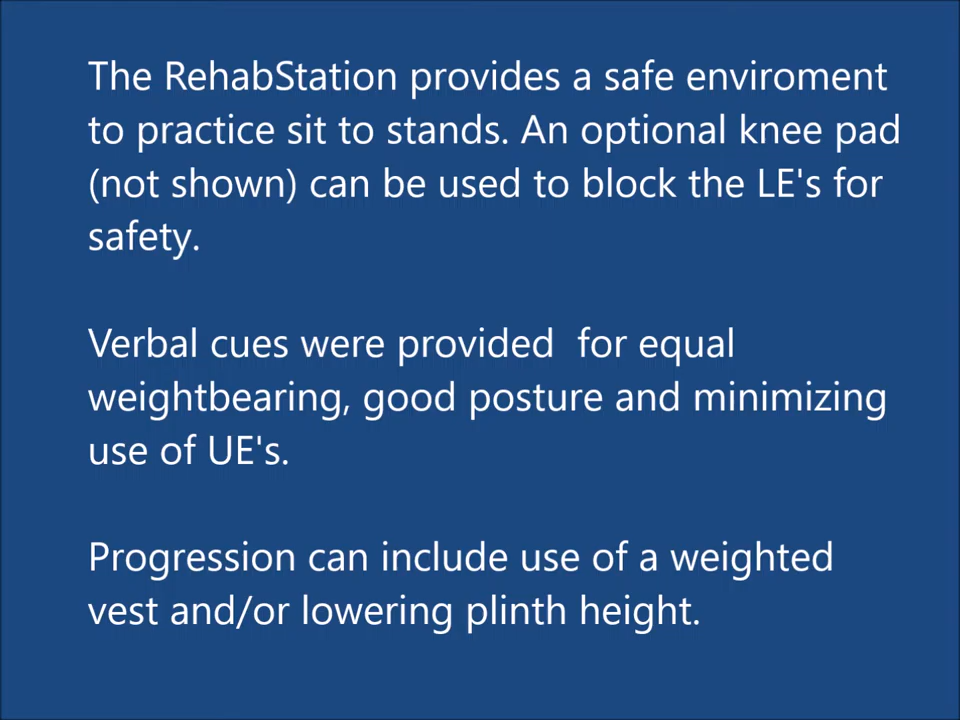 The RehabStation provides a safe enviroment
to practice sit to stands. An optional knee pad
(not shown) can be used to block the LE's for
safety.
Verbal cues were provided  for equal
weightbearing, good posture and minimizing
use of UE's.
Progression can include use of a weighted
vest and/or lowering plinth height.